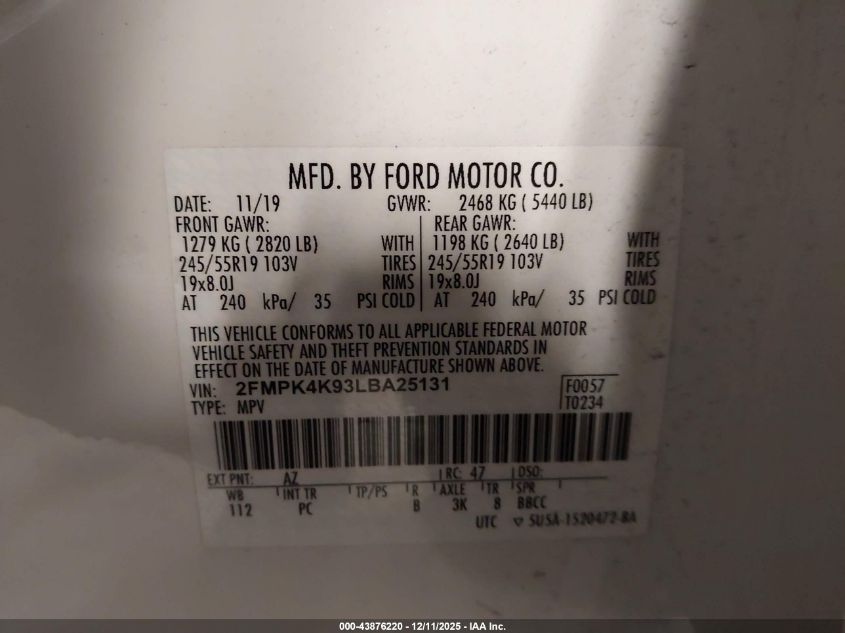 MFD. BY FORD MOTOR CO.
DATE: 11/19 GVWR: 2468 KG ( 5440 LB)
FRONT GAWR: REAR GAWR:
1279 KG ( 2820 LB) WITH 1198 KG ( 2640 LB) WITH
245/55R19 103V TIRES 245/55R19 103V TIRES
19x8.0J RIMS 19x8.0J RIMS
AT 240 kPa/ 35 PSI COLD AT 240 kPa/ 35 PSI COLD
THIS VEHICLE CONFORMS TO ALL APPLICABLE FEDERAL MOTOR
VEHICLE SAFETY AND THEFT PREVENTION STANDARDS IN
EFFECT ON THE DATE OF MANUFACTURE SHOWN ABOVE.
VIN: 2FMPK4K93LBA25131 F0057
TYPE: MPV T0234
EXT PNT: AZ RC: 47 DSO:
WB INT TR TP/PS R AXLE TR SPR
112 PC B 3K 8 B8CC
UTC ▽ SUSA-1520472-BA
000-43876220 - 12/11/2025 - IAA Inc.